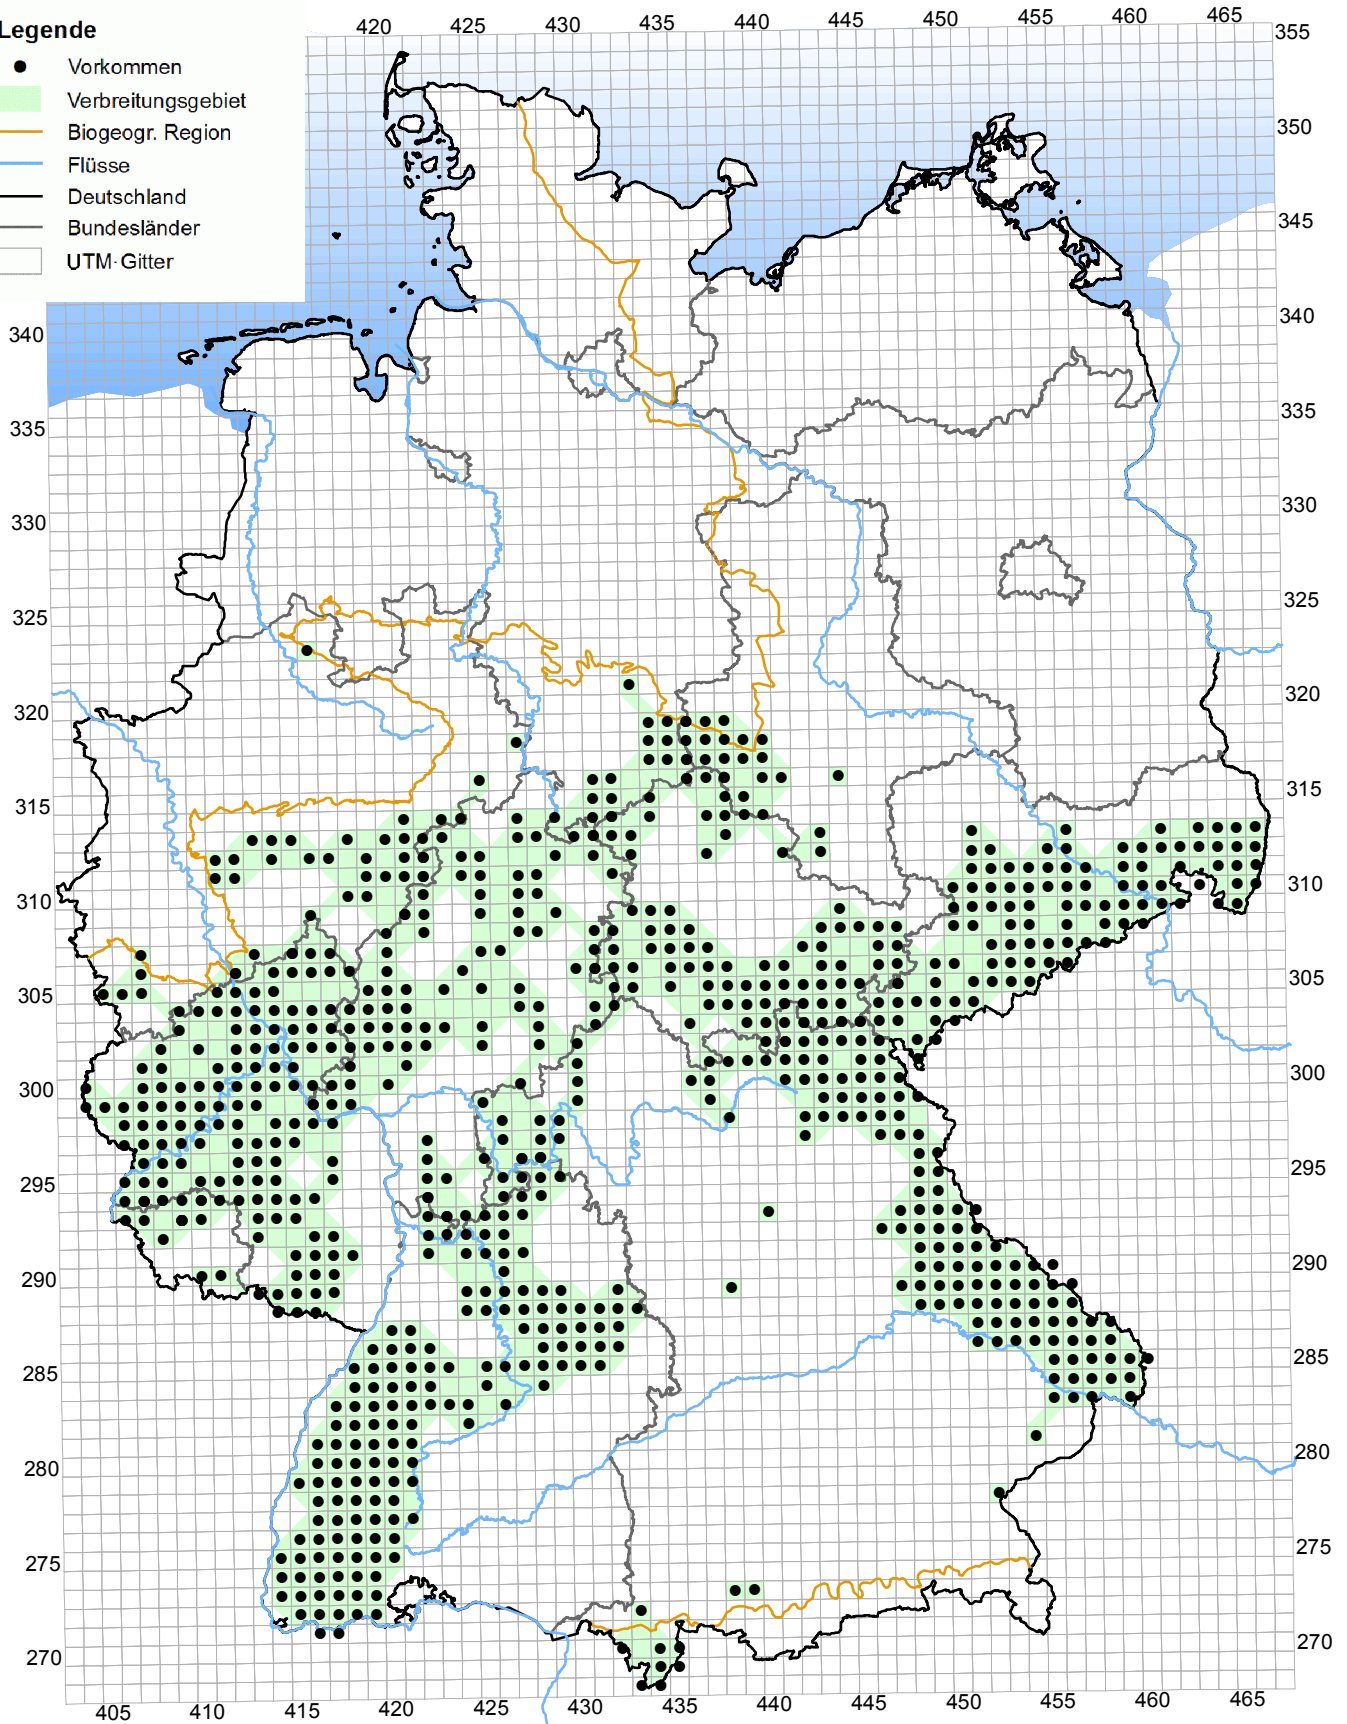 Legende
Vorkommen
Verbreitungsgebiet
Biogeogr. Region
Flüsse
Deutschland
Bundesländer
UTM-Gitter
420 425 430 435 440 445 450 455 460 465
355
350
345
340 340
335 335
330 330
325 325
320 320
315 315
310 310
305 305
300 300
295 295
290 290
285 285
280 280
275 275
270 270
405 410 415 420 425 430 435 440 445 450 455 460 465